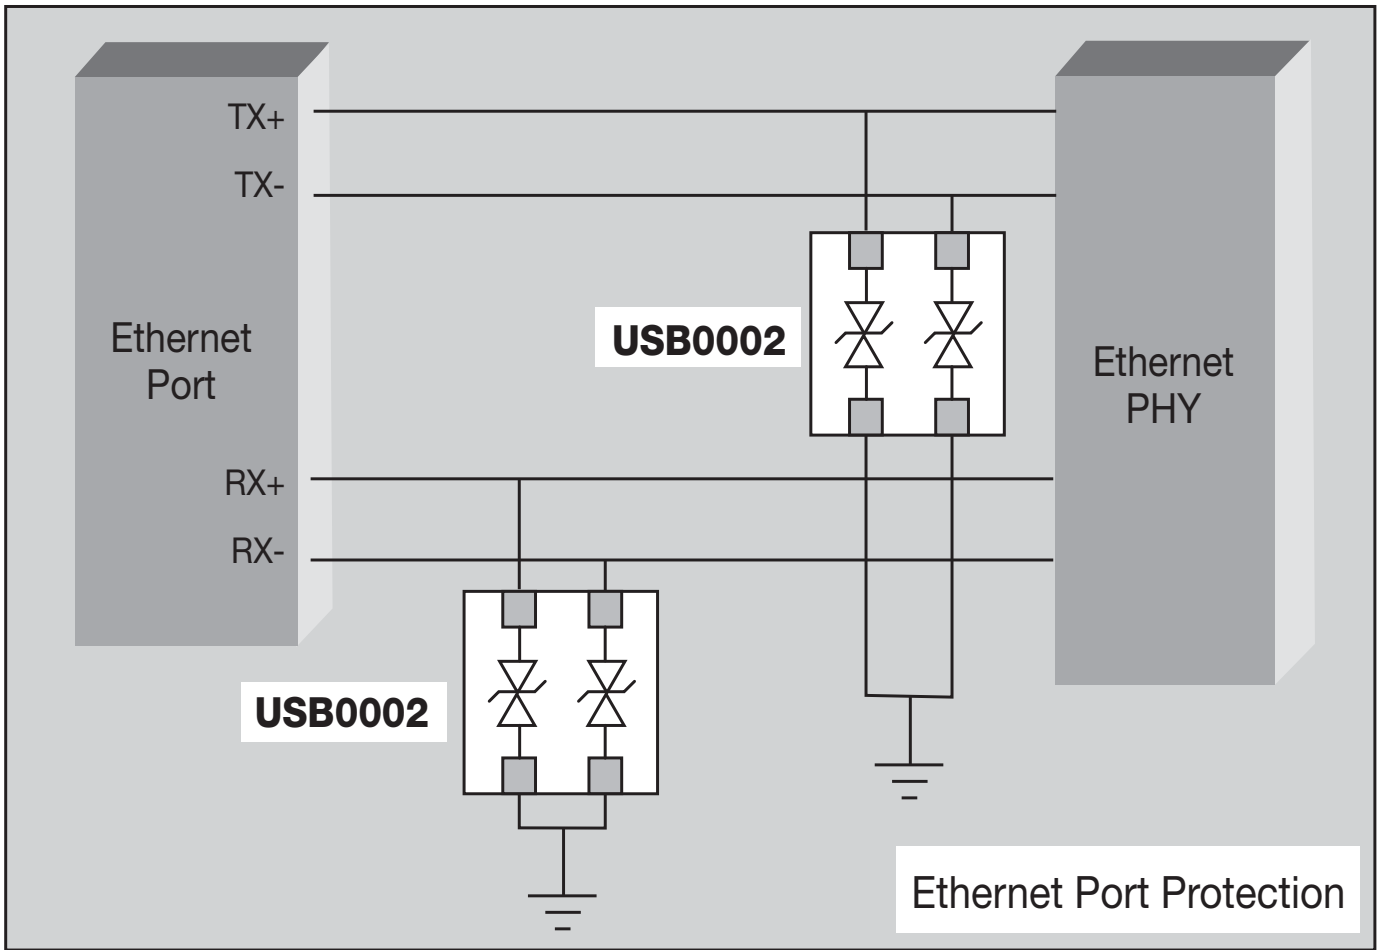 TX+
TX-
USB0002
Ethernet
Port
Ethernet
PHY
RX+
RX-
USB0002
Ethernet Port Protection